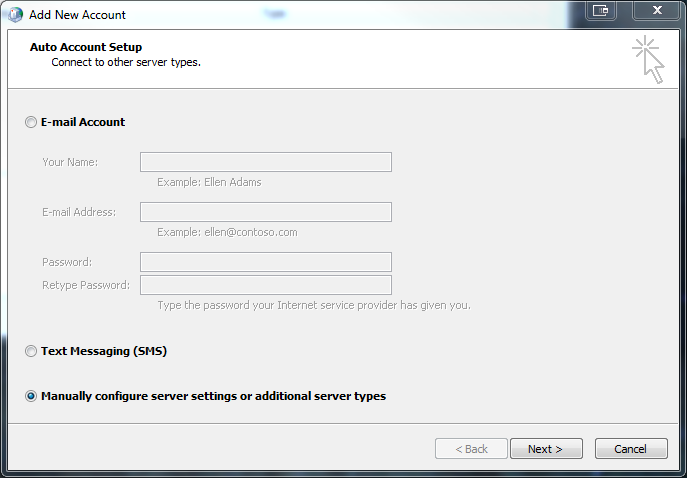 Add New Account
Auto Account Setup
Connect to other server types.
E-mail Account
Your Name:
Example: Ellen Adams
E-mail Address:
Example: ellen@contoso.com
Password:
Retype Password:
Type the password your Internet service provider has given you.
Text Messaging (SMS)
Manually configure server settings or additional server types
< Back Next > Cancel